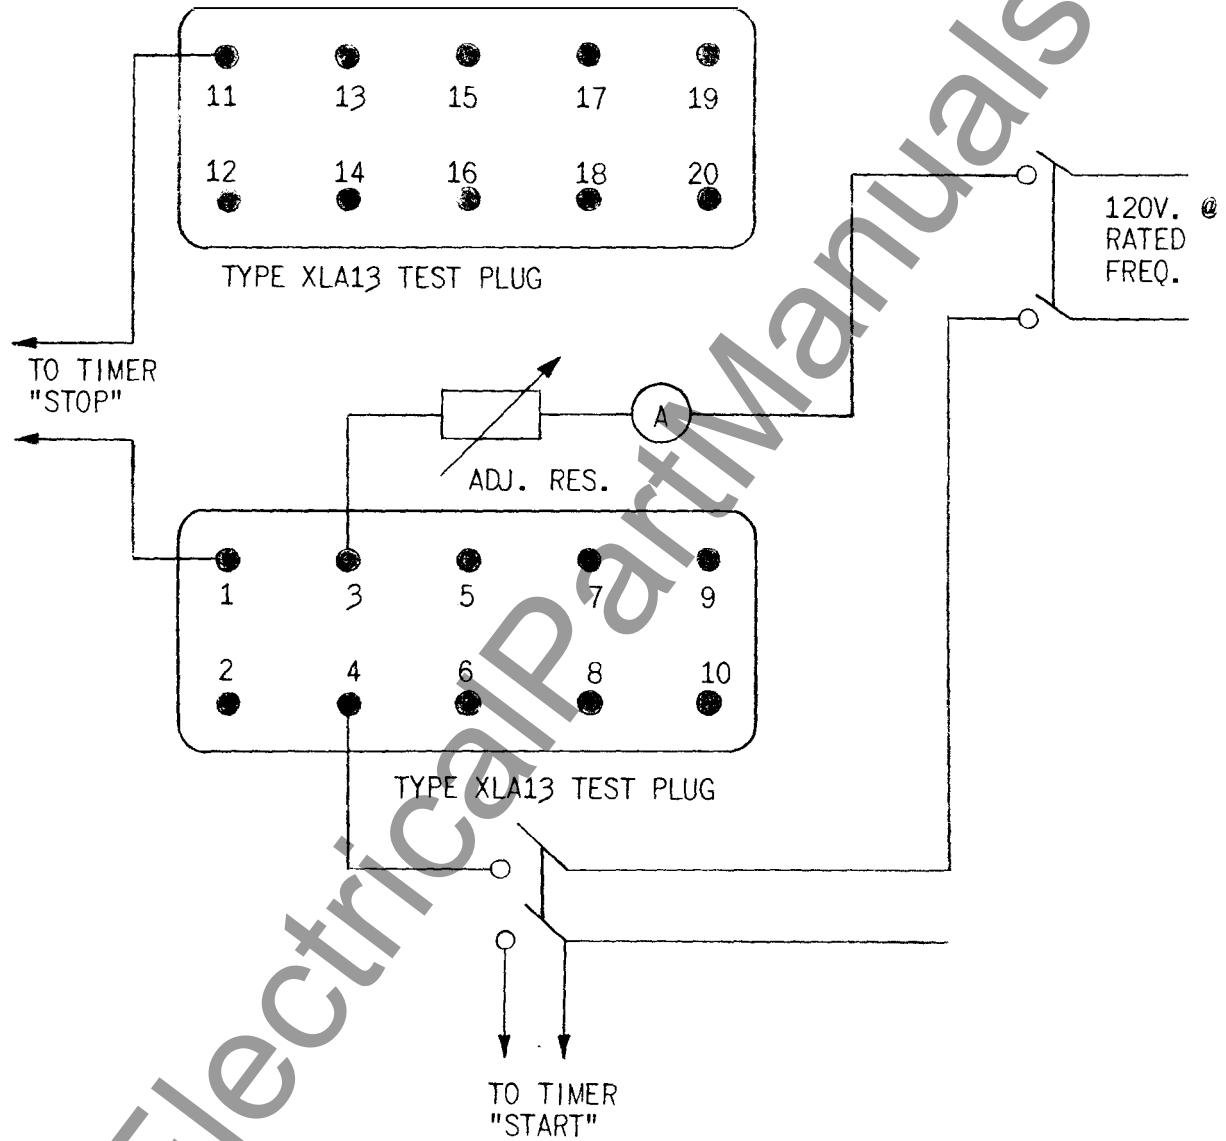 11 13 15 17 19
12 14 16 18 20
TYPE XLA13 TEST PLUG
120V. @
RATED
FREQ.
TO TIMER
"STOP"
A
ADJ. RES.
1 3 5 7 9
2 4 6 8 10
TYPE XLA13 TEST PLUG
TO TIMER
"START"
ElectricalPartManuals